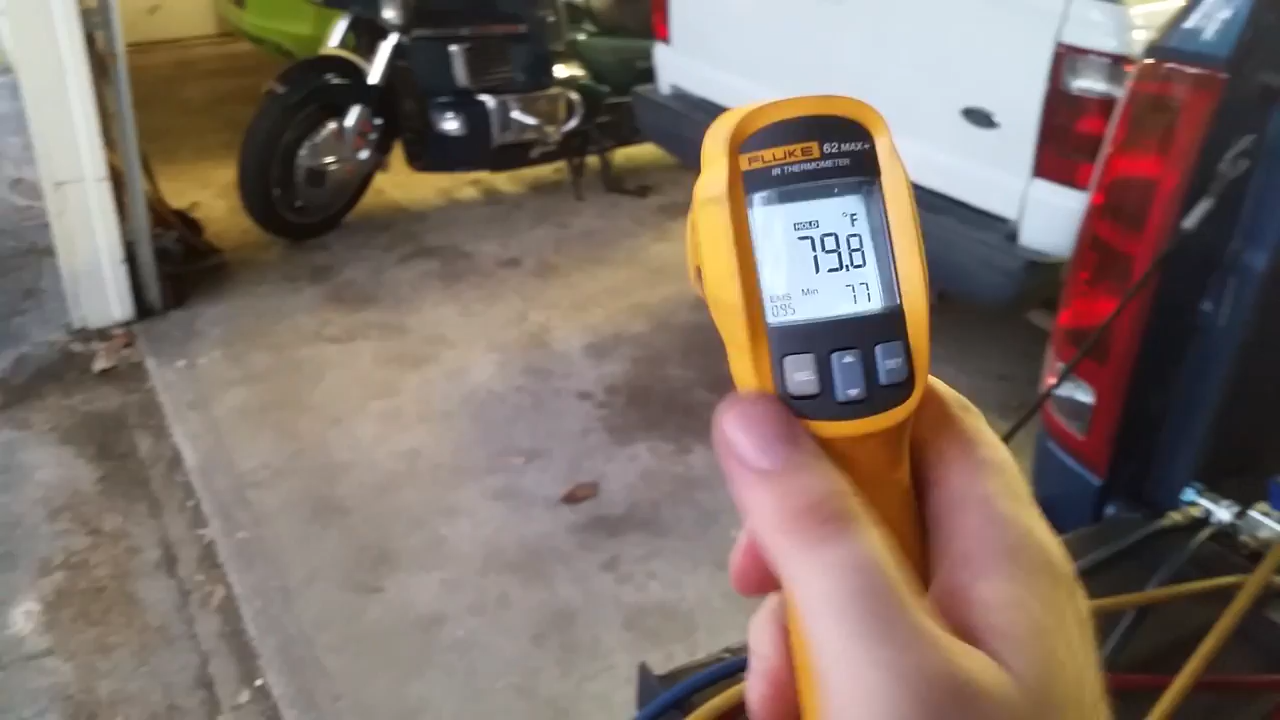 FLUKE 62 MAX+
IR THERMOMETER
HOLD °F
79.8
EMS Min 77
0.95